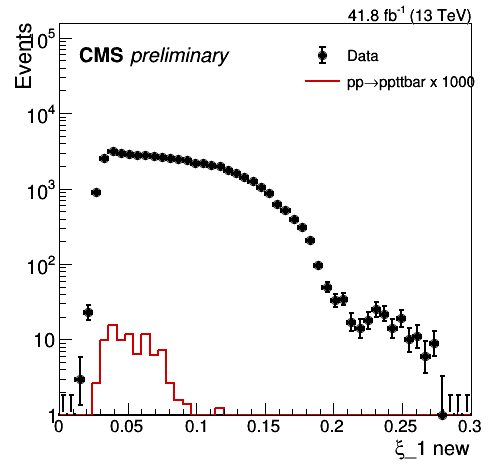 41.8 fb⁻¹ (13 TeV)
CMS preliminary
Data
pp→ppttbar x 1000
Events
10⁵
10⁴
10³
10²
10
1
0 0.05 0.1 0.15 0.2 0.25 0.3
ξ_1 new